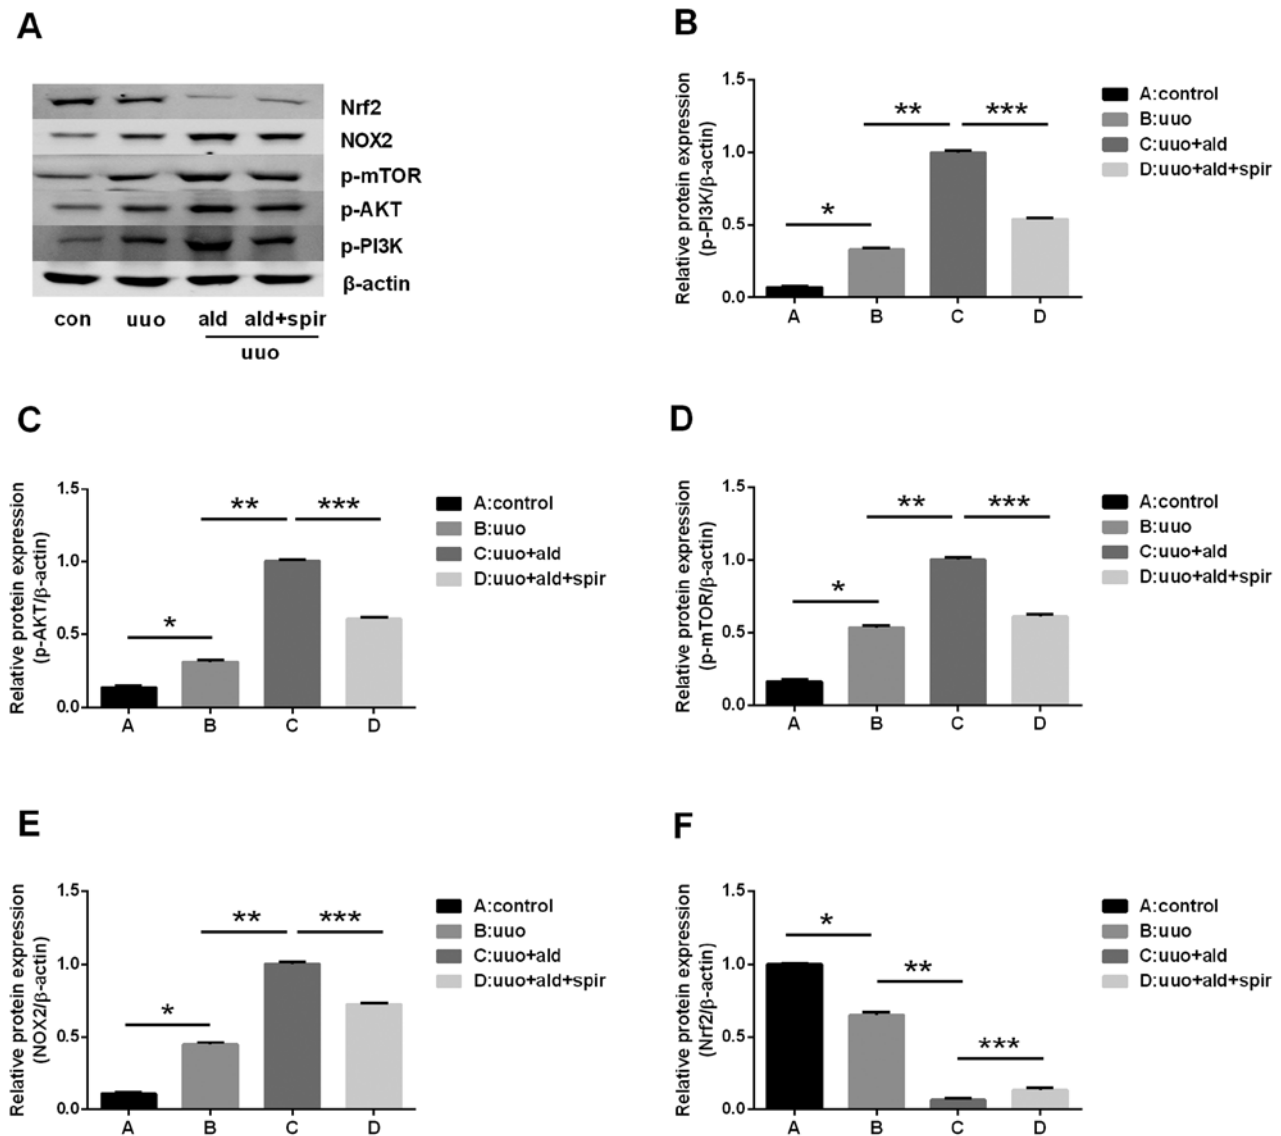 A
Nrf2
NOX2
p-mTOR
p-AKT
p-PI3K
β-actin
con uuo ald ald+spir
uuo
B
Relative protein expression
(p-PI3K/β-actin)
1.5
1.0
0.5
0.0
* ** ***
A B C D
A:control
B:uuo
C:uuo+ald
D:uuo+ald+spir
C
Relative protein expression
(p-AKT/β-actin)
1.5
1.0
0.5
0.0
* ** ***
A B C D
A:control
B:uuo
C:uuo+ald
D:uuo+ald+spir
D
Relative protein expression
(p-mTOR/β-actin)
1.5
1.0
0.5
0.0
* ** ***
A B C D
A:control
B:uuo
C:uuo+ald
D:uuo+ald+spir
E
Relative protein expression
(NOX2/β-actin)
1.5
1.0
0.5
0.0
* ** ***
A B C D
A:control
B:uuo
C:uuo+ald
D:uuo+ald+spir
F
Relative protein expression
(Nrf2/β-actin)
1.5
1.0
0.5
0.0
* ** ***
A B C D
A:control
B:uuo
C:uuo+ald
D:uuo+ald+spir